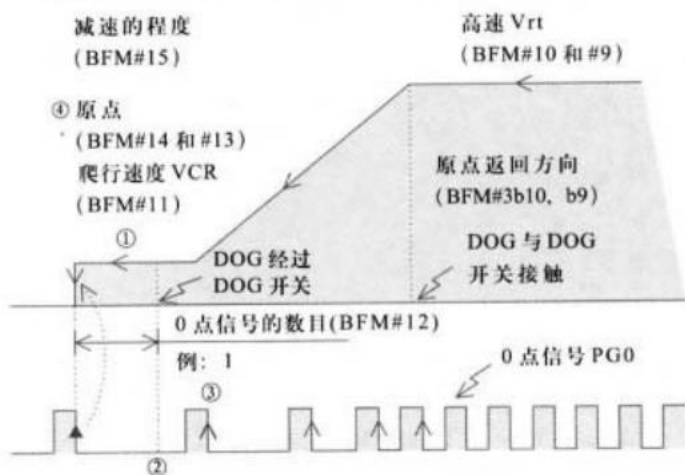 减速的程度
(BFM#15)
高速 Vrt
(BFM#10 和 #9)
④ 原点
(BFM#14 和 #13)
爬行速度 VCR
(BFM#11)
原点返回方向
(BFM#3b10, b9)
①
DOG 经过
DOG 开关
DOG 与 DOG
开关接触
0 点信号的数目(BFM#12)
例: 1
0 点信号 PG0
③
②